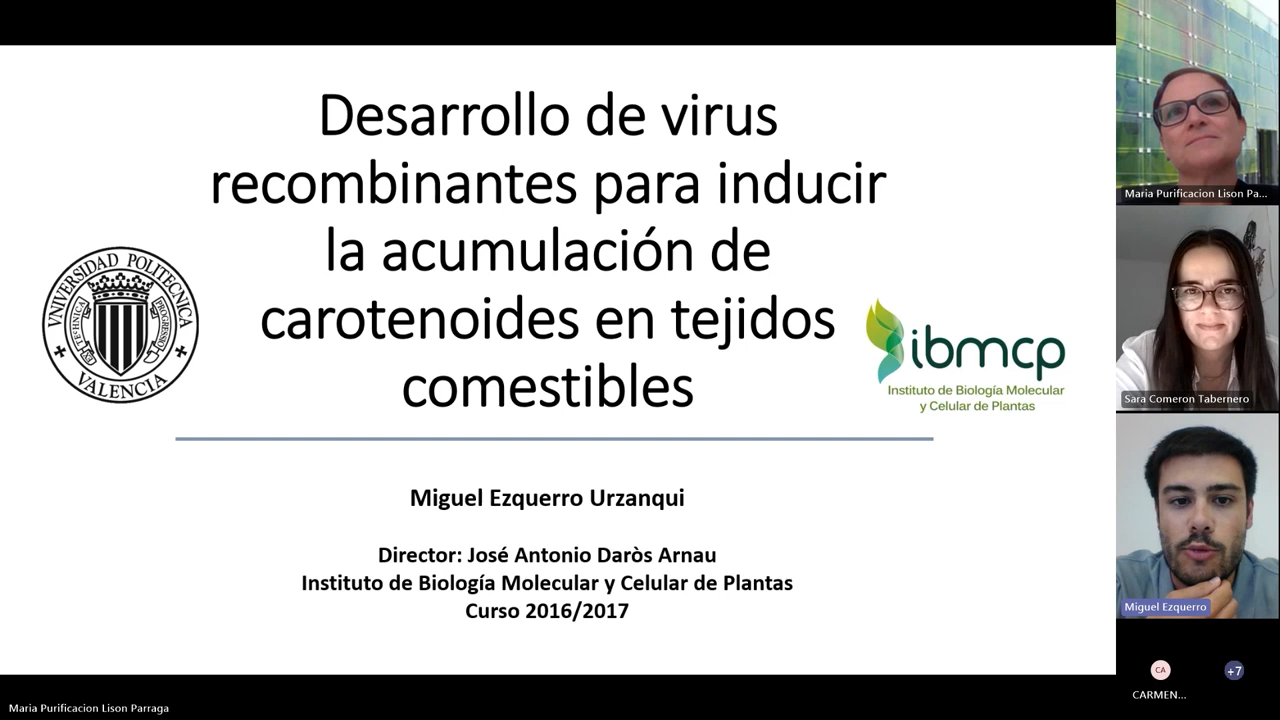 Desarrollo de virus
recombinantes para inducir
la acumulación de
carotenoides en tejidos
comestibles
VNIVERSIDAD POLITECNICA
VALENCIA
ibmcp
Instituto de Biología Molecular
y Celular de Plantas
Miguel Ezquerro Urzanqui
Director: José Antonio Daròs Arnau
Instituto de Biología Molecular y Celular de Plantas
Curso 2016/2017
Maria Purificacion Lison Pa...
Sara Comeron Tabernero
Miguel Ezquerro
CA
+7
CARMEN...
Maria Purificacion Lison Parraga